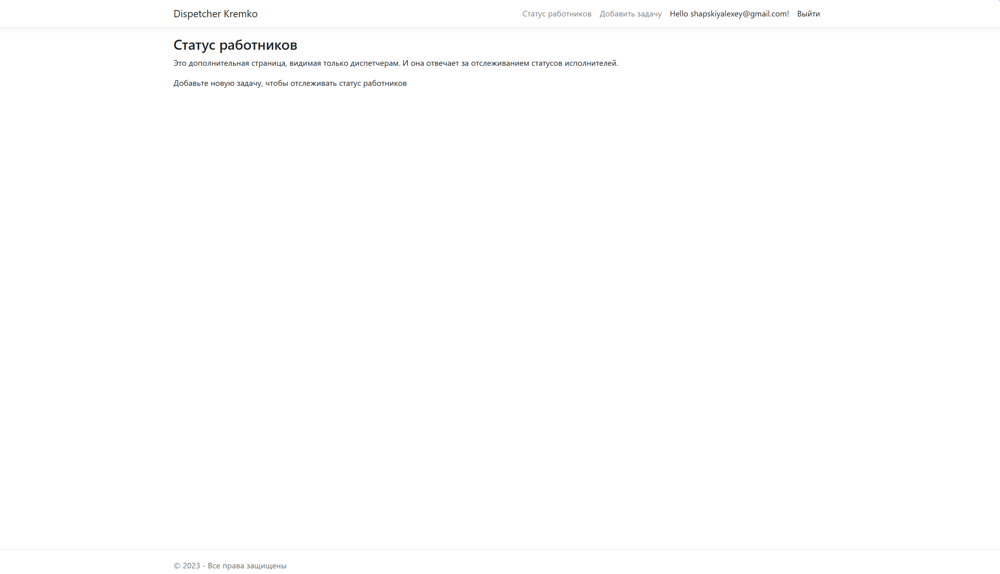 Dispetcher Kremko
Статус работников Добавить задачу Hello shapskiyalexey@gmail.com! Выйти
Статус работников
Это дополнительная страница, видимая только диспетчерам. И она отвечает за отслеживанием статусов исполнителей.
Добавьте новую задачу, чтобы отслеживать статус работников
© 2023 - Все права защищены